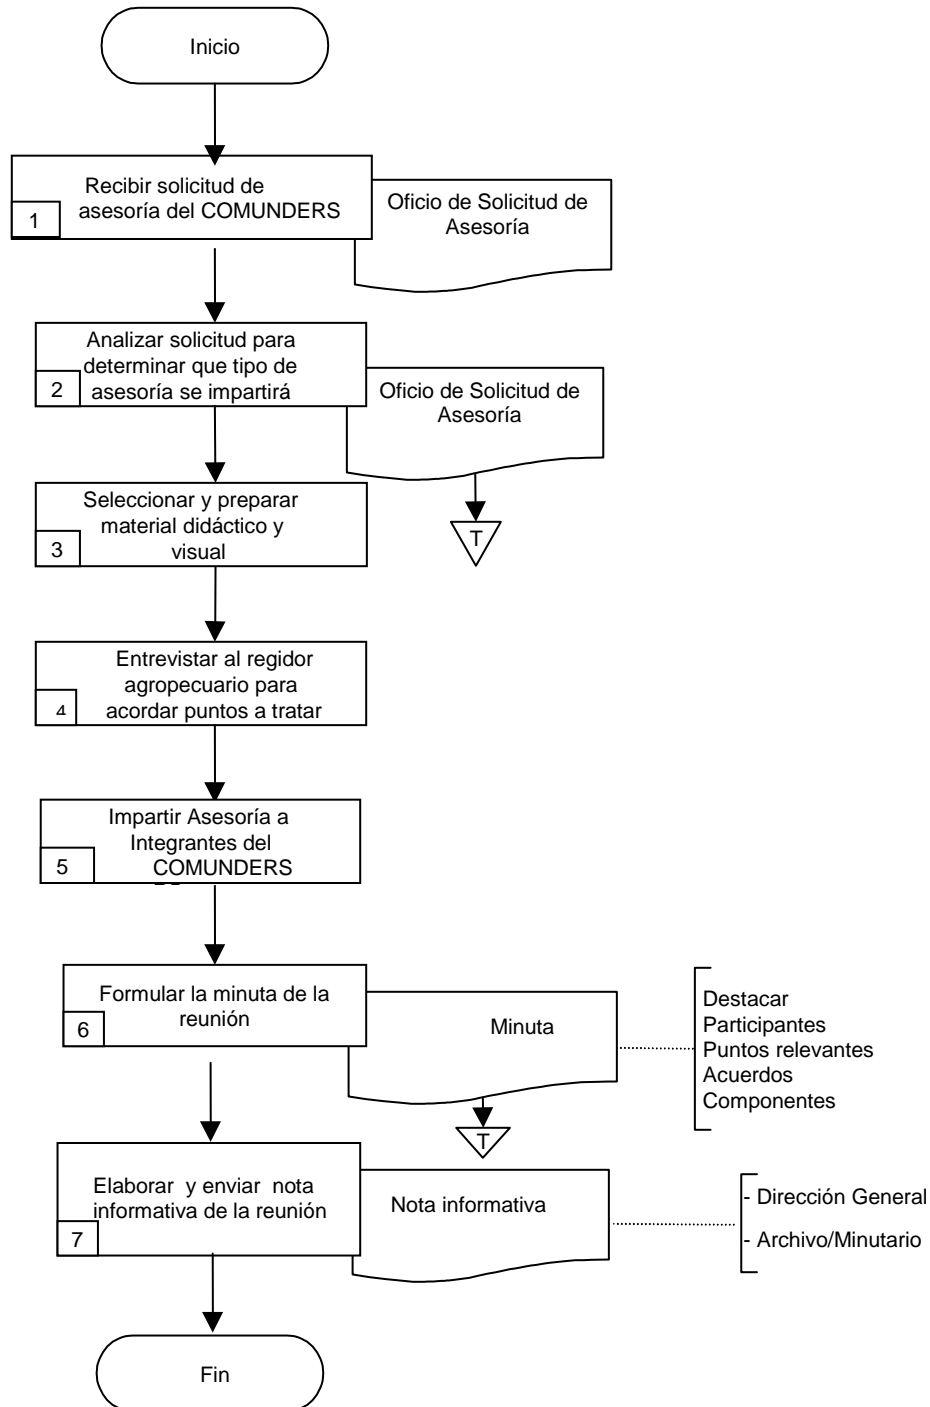 Inicio
Recibir solicitud de
asesoría del COMUNDERS
1
Oficio de Solicitud de
Asesoría
Analizar solicitud para
determinar que tipo de
asesoría se impartirá
2
Oficio de Solicitud de
Asesoría
T
Seleccionar y preparar
material didáctico y
visual
3
Entrevistar al regidor
agropecuario para
acordar puntos a tratar
4
Impartir Asesoría a
Integrantes del
COMUNDERS
5
Formular la minuta de la
reunión
6
Minuta
T
Destacar
Participantes
Puntos relevantes
Acuerdos
Componentes
Elaborar y enviar nota
informativa de la reunión
7
Nota informativa
- Dirección General
- Archivo/Minutario
Fin